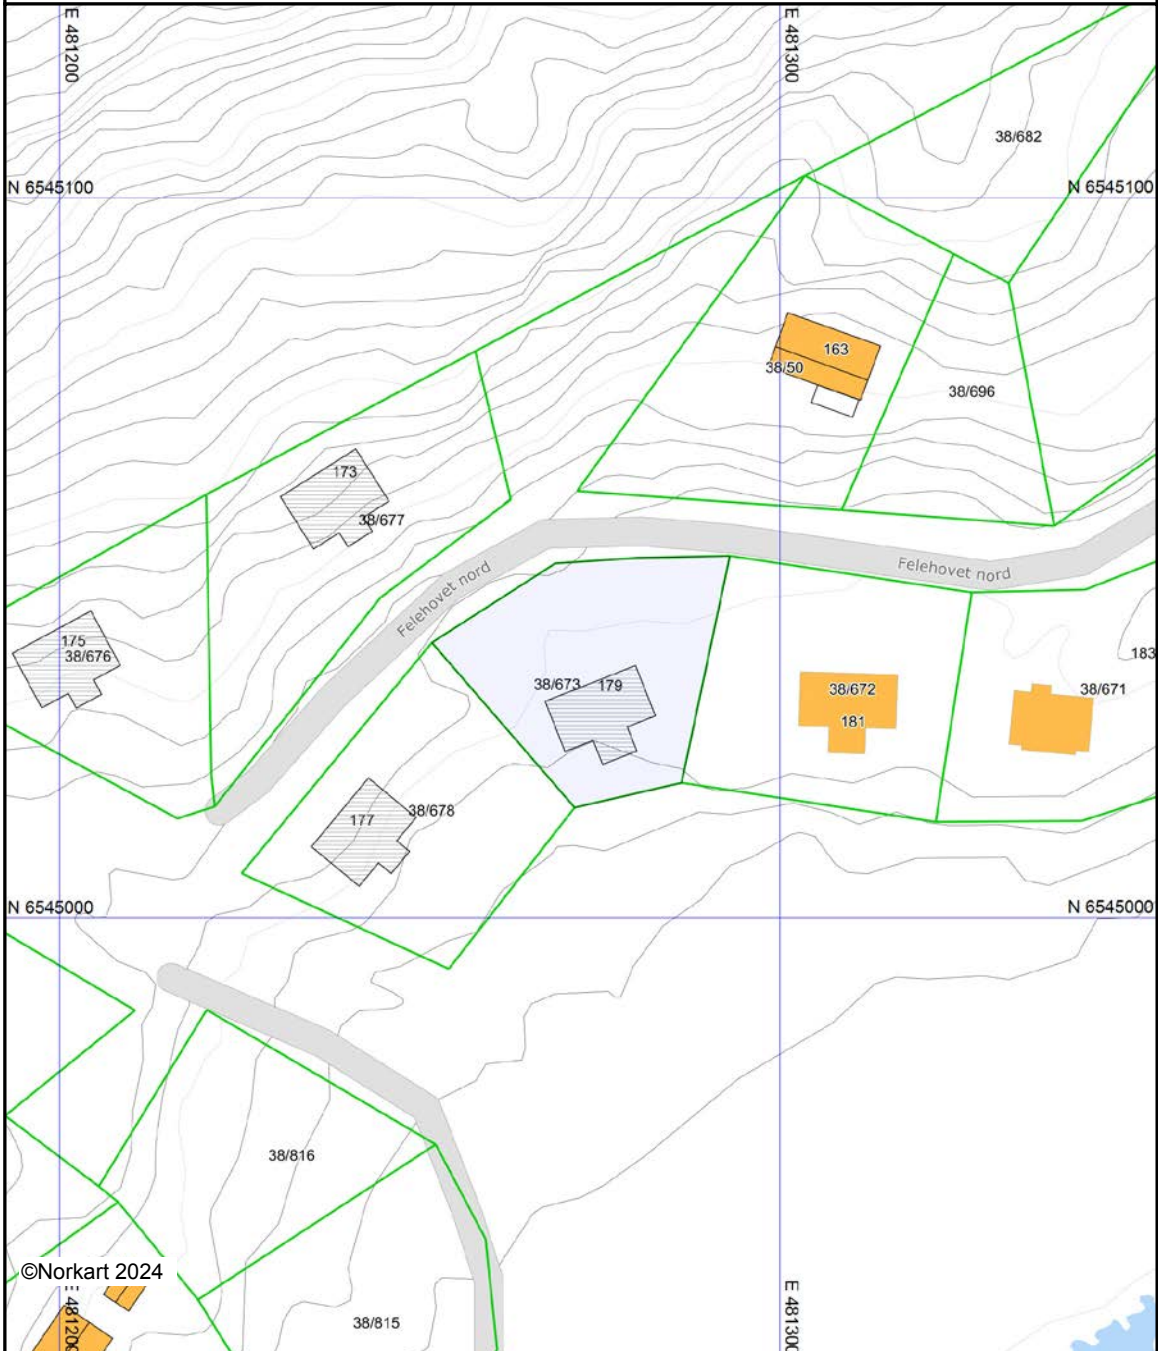 E 481200
E 481300
38/682
N 6545100
N 6545100
163
38/50
38/696
173
38/677
Felehovet nord
Felehovet nord
175
38/676
183
38/673
179
38/672
38/671
181
177
38/678
N 6545000
N 6545000
38/816
©Norkart 2024
E 481200
E 481300
38/815